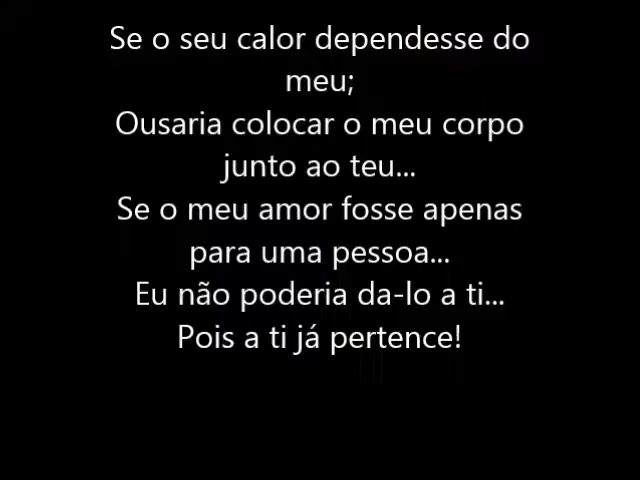 Se o seu calor dependesse do
meu;
Ousaria colocar o meu corpo
junto ao teu...
Se o meu amor fosse apenas
para uma pessoa...
Eu não poderia da-lo a ti...
Pois a ti já pertence!